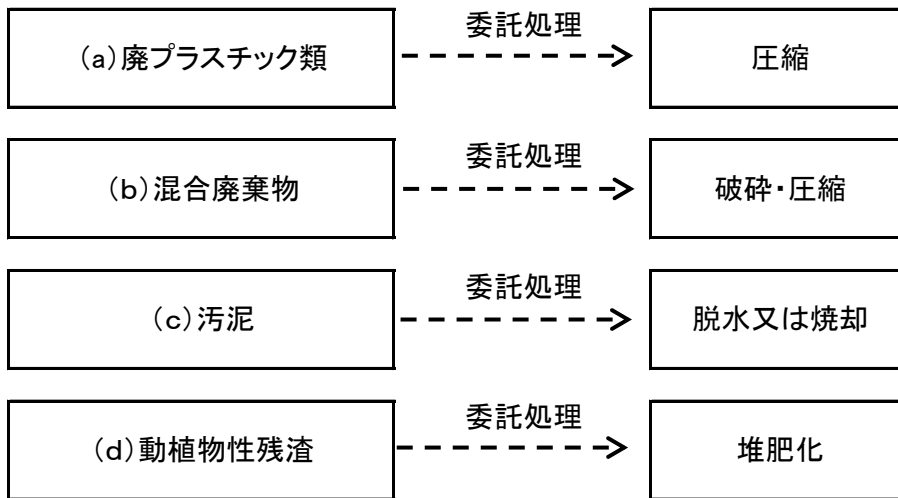 委託処理
(a)廃プラスチック類
圧縮
委託処理
(b)混合廃棄物
破砕・圧縮
委託処理
(c)汚泥
脱水又は焼却
委託処理
(d)動植物性残渣
堆肥化